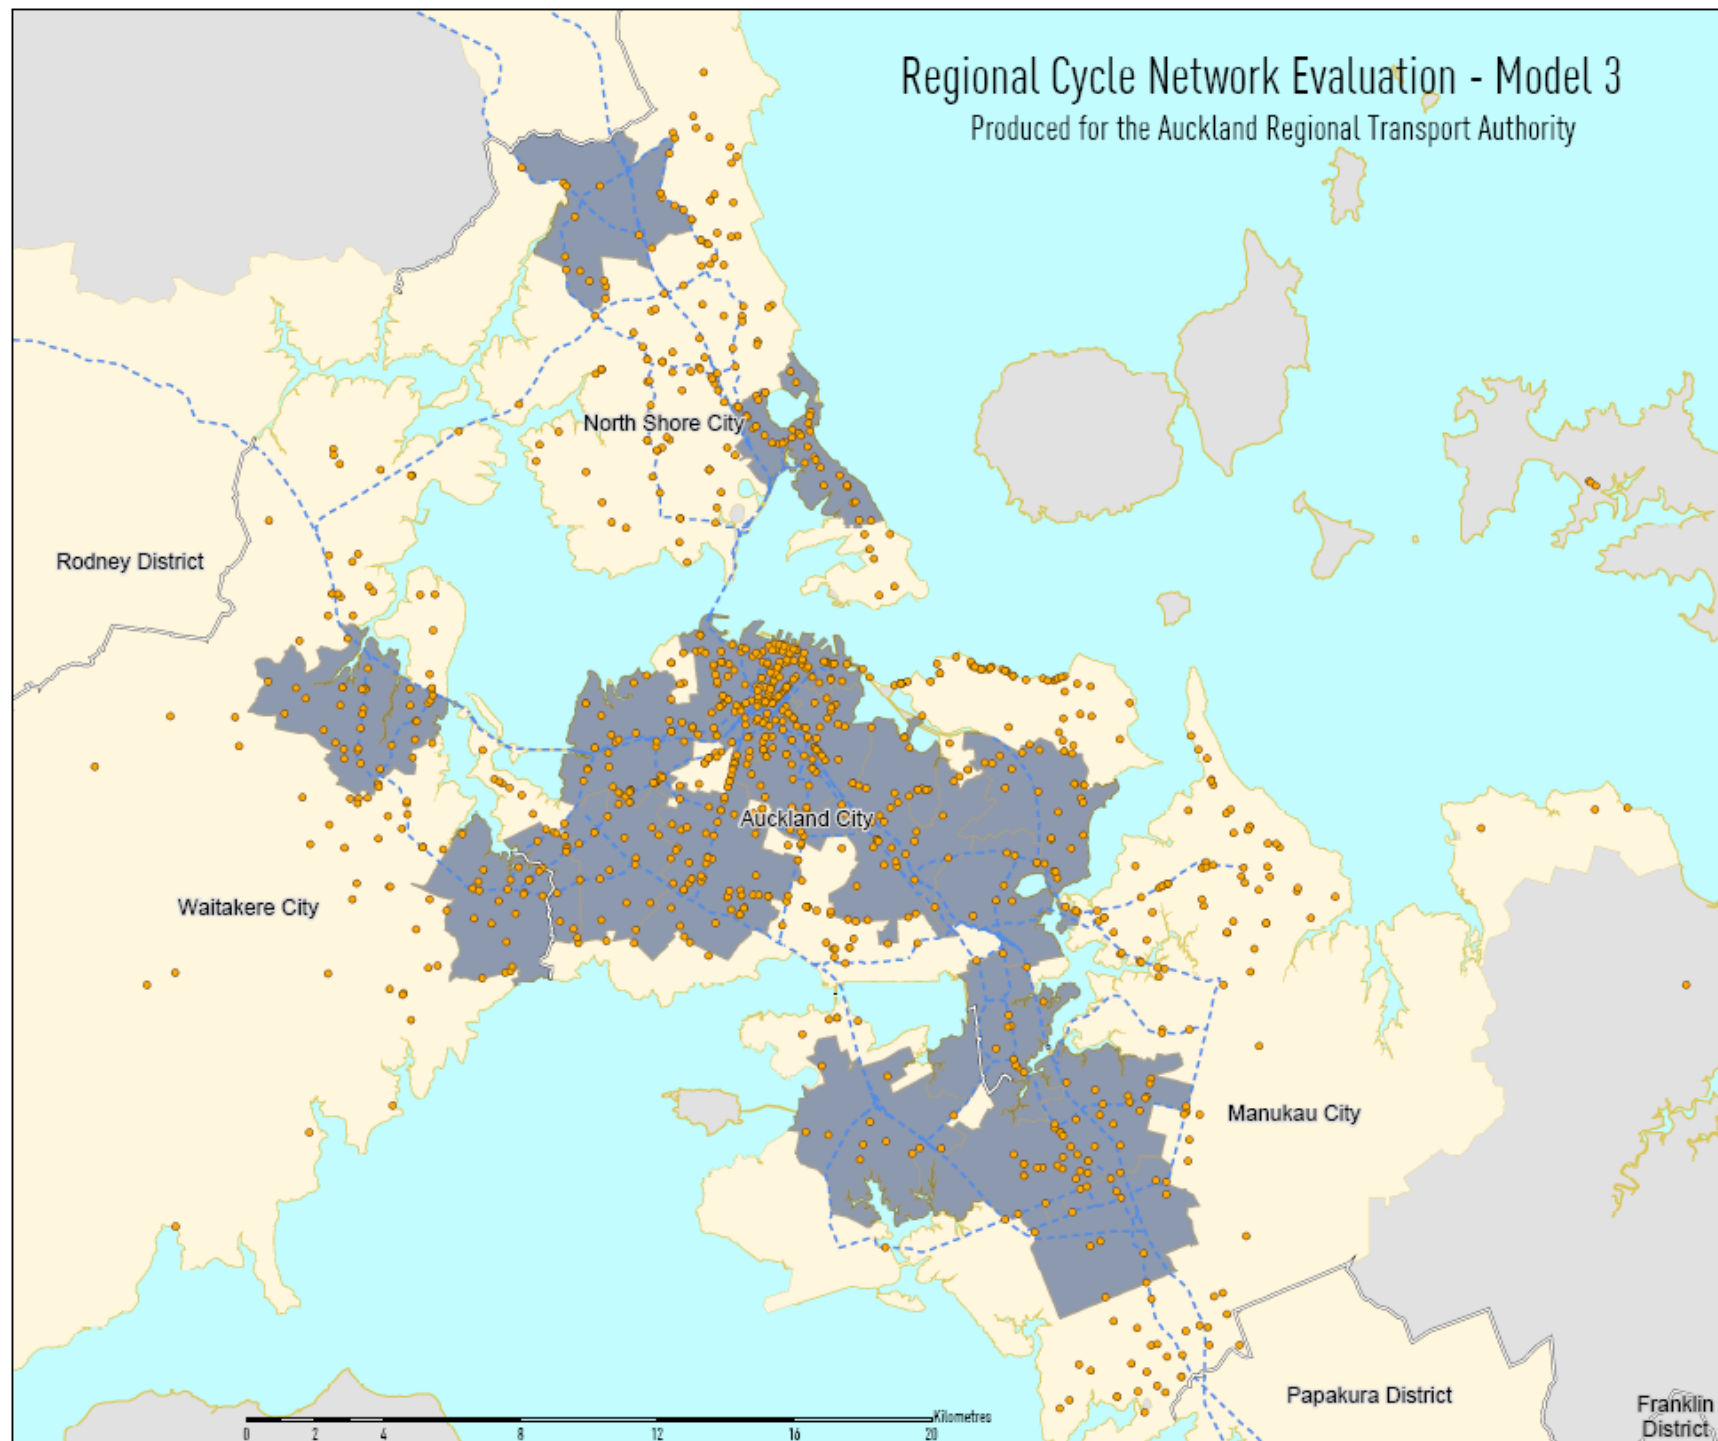 Regional Cycle Network Evaluation - Model 3
Produced for the Auckland Regional Transport Authority
North Shore City
Rodney District
Auckland City
Waitakere City
Manukau City
Papakura District
Franklin
District
Kilometres
0 2 4 8 12 16 20